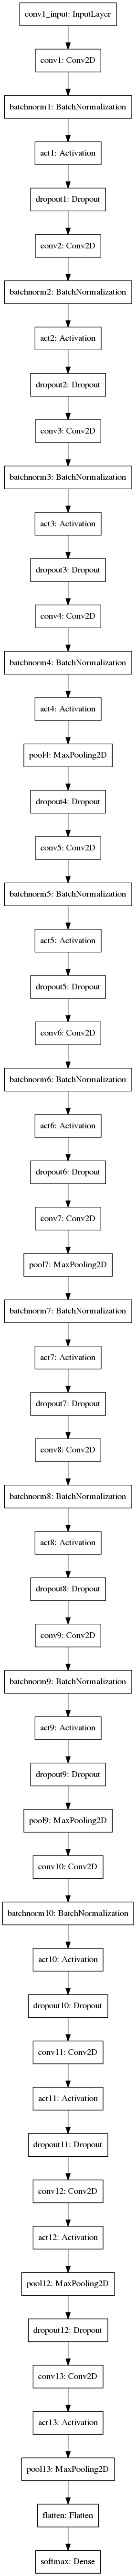 conv1_input: InputLayer
conv1: Conv2D
batchnorm1: BatchNormalization
act1: Activation
dropout1: Dropout
conv2: Conv2D
batchnorm2: BatchNormalization
act2: Activation
dropout2: Dropout
conv3: Conv2D
batchnorm3: BatchNormalization
act3: Activation
dropout3: Dropout
conv4: Conv2D
batchnorm4: BatchNormalization
act4: Activation
pool4: MaxPooling2D
dropout4: Dropout
conv5: Conv2D
batchnorm5: BatchNormalization
act5: Activation
dropout5: Dropout
conv6: Conv2D
batchnorm6: BatchNormalization
act6: Activation
dropout6: Dropout
conv7: Conv2D
pool7: MaxPooling2D
batchnorm7: BatchNormalization
act7: Activation
dropout7: Dropout
conv8: Conv2D
batchnorm8: BatchNormalization
act8: Activation
dropout8: Dropout
conv9: Conv2D
batchnorm9: BatchNormalization
act9: Activation
dropout9: Dropout
pool9: MaxPooling2D
conv10: Conv2D
batchnorm10: BatchNormalization
act10: Activation
dropout10: Dropout
conv11: Conv2D
act11: Activation
dropout11: Dropout
conv12: Conv2D
act12: Activation
pool12: MaxPooling2D
dropout12: Dropout
conv13: Conv2D
act13: Activation
pool13: MaxPooling2D
flatten: Flatten
softmax: Dense